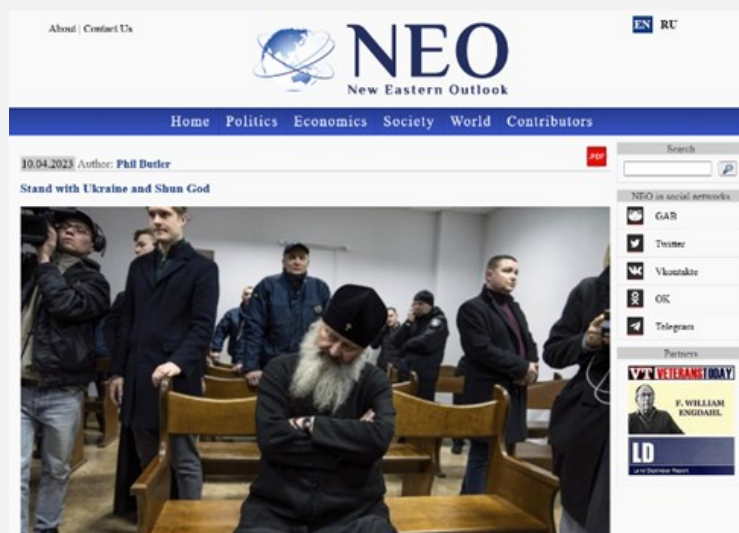 About | Contact Us
EN RU
NEO
New Eastern Outlook
Home Politics Economics Society World Contributors
10.04.2023 Author: Phil Butler
PDF
Stand with Ukraine and Shun God
Search
NEO in social networks
GAB
Twitter
Vkontakte
OK
Telegram
Partners
VT VETERANS TODAY
F. WILLIAM
ENGDAHL
LD